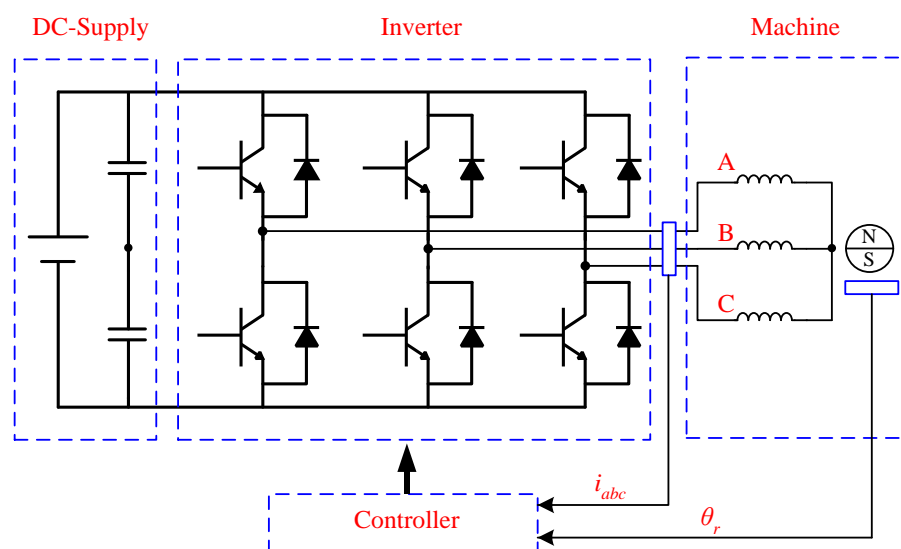 DC-Supply Inverter Machine
A
B
N
S
C
i_abc
Controller
θ_r